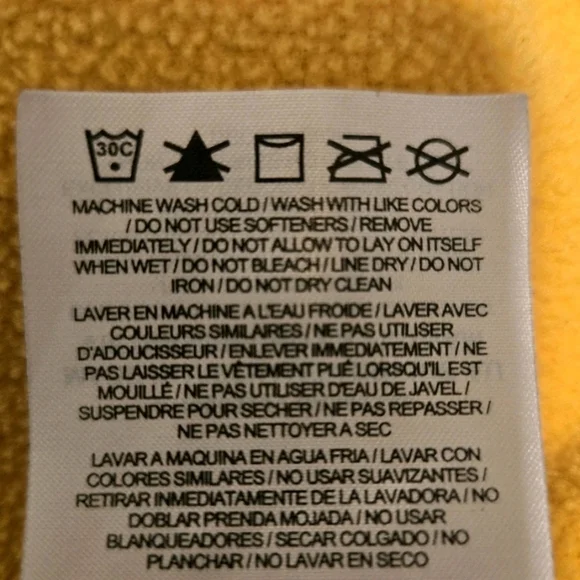 30C
MACHINE WASH COLD / WASH WITH LIKE COLORS
/ DO NOT USE SOFTENERS / REMOVE
IMMEDIATELY / DO NOT ALLOW TO LAY ON ITSELF
WHEN WET / DO NOT BLEACH / LINE DRY / DO NOT
IRON / DO NOT DRY CLEAN
LAVER EN MACHINE A L'EAU FROIDE / LAVER AVEC
COULEURS SIMILAIRES / NE PAS UTILISER
D'ADOUCISSEUR / ENLEVER IMMEDIATEMENT / NE
PAS LAISSER LE VÊTEMENT PLIÉ LORSQU'IL EST
MOUILLÉ / NE PAS UTILISER D'EAU DE JAVEL /
SUSPENDRE POUR SECHER / NE PAS REPASSER /
NE PAS NETTOYER A SEC
LAVAR A MAQUINA EN AGUA FRIA / LAVAR CON
COLORES SIMILARES / NO USAR SUAVIZANTES /
RETIRAR INMEDIATAMENTE DE LA LAVADORA / NO
DOBLAR PRENDA MOJADA / NO USAR
BLANQUEADORES / SECAR COLGADO / NO
PLANCHAR / NO LAVAR EN SECO